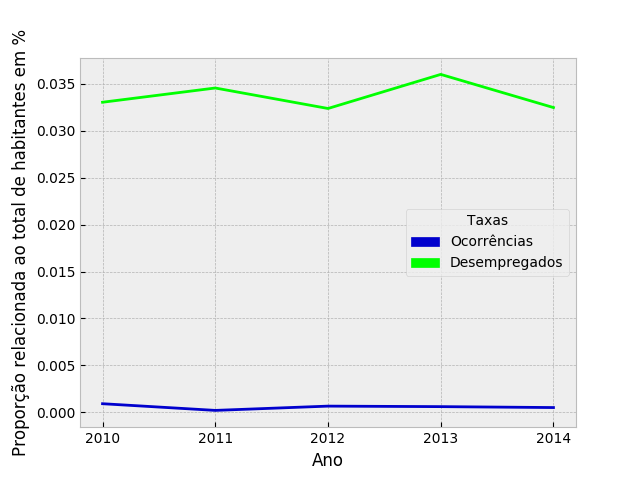 Proporção relacionada ao total de habitantes em %
0.035
0.030
0.025
0.020
0.015
0.010
0.005
0.000
Taxas
Ocorrências
Desempregados
2010 2011 2012 2013 2014
Ano